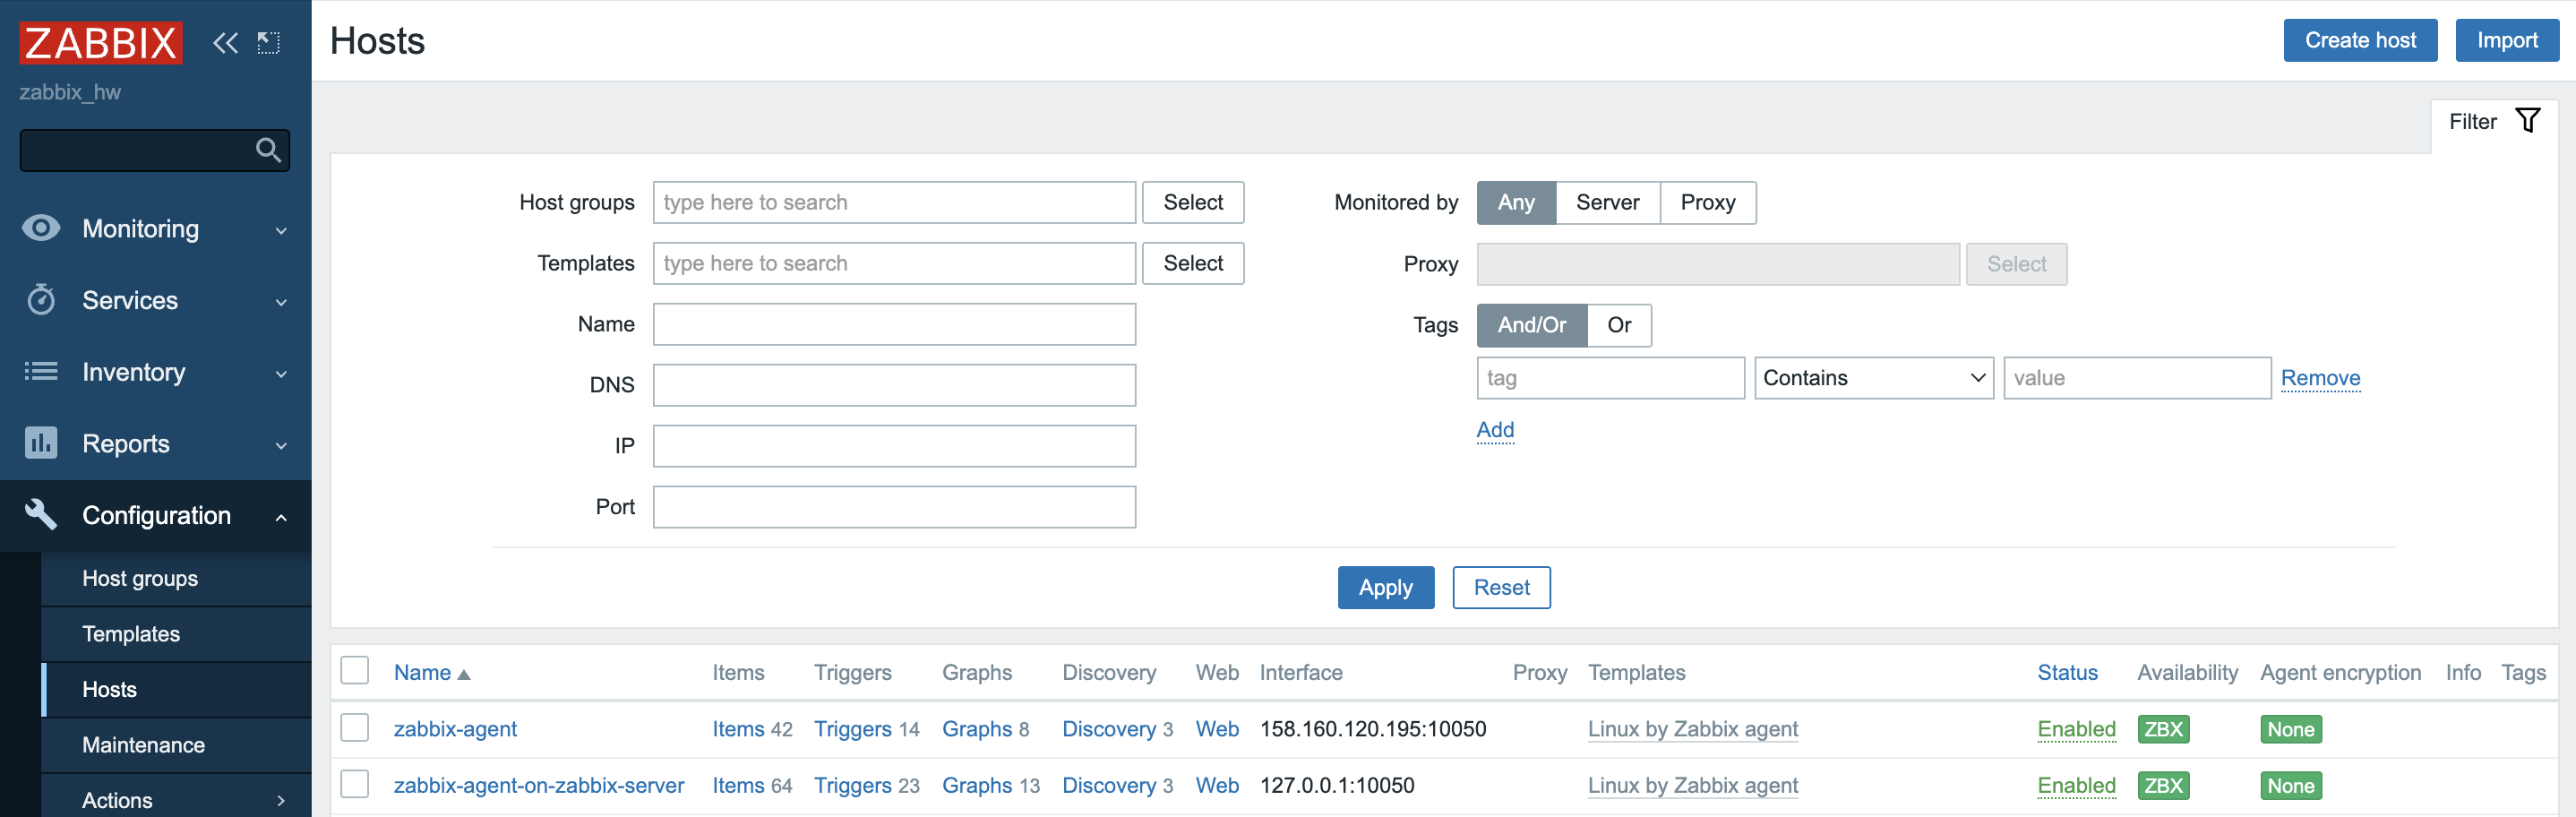 ZABBIX
zabbix_hw
Monitoring
Services
Inventory
Reports
Configuration
Host groups
Templates
Hosts
Maintenance
Actions
Hosts
Create host Import
Filter
Host groups type here to search Select
Templates type here to search Select
Name
DNS
IP
Port
Monitored by Any Server Proxy
Proxy Select
Tags And/Or Or
tag Contains value Remove
Add
Apply Reset
Name Items Triggers Graphs Discovery Web Interface Proxy Templates Status Availability Agent encryption Info Tags
zabbix-agent Items 42 Triggers 14 Graphs 8 Discovery 3 Web 158.160.120.195:10050 Linux by Zabbix agent Enabled ZBX None
zabbix-agent-on-zabbix-server Items 64 Triggers 23 Graphs 13 Discovery 3 Web 127.0.0.1:10050 Linux by Zabbix agent Enabled ZBX None